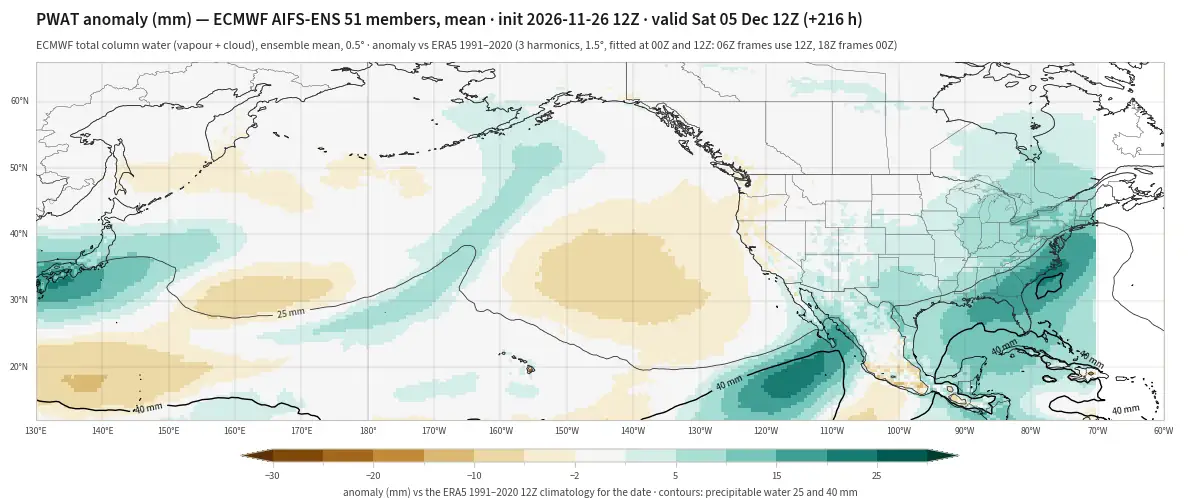 PWAT anomaly (mm) — ECMWF AIFS-ENS 51 members, mean · init 2026-11-26 12Z · valid Sat 05 Dec 12Z (+216 h)
ECMWF total column water (vapour + cloud), ensemble mean, 0.5° · anomaly vs ERA5 1991–2020 (3 harmonics, 1.5°, fitted at 00Z and 12Z: 06Z frames use 12Z, 18Z frames 00Z)
60°N
50°N
40°N
30°N
25 mm
20°N
40 mm
40 mm
40 mm
40 mm
40 mm
130°E 140°E 150°E 160°E 170°E 180° 170°W 160°W 150°W 140°W 130°W 120°W 110°W 100°W 90°W 80°W 70°W 60°W
−30 −20 −10 −2 5 15 25
anomaly (mm) vs the ERA5 1991–2020 12Z climatology for the date · contours: precipitable water 25 and 40 mm